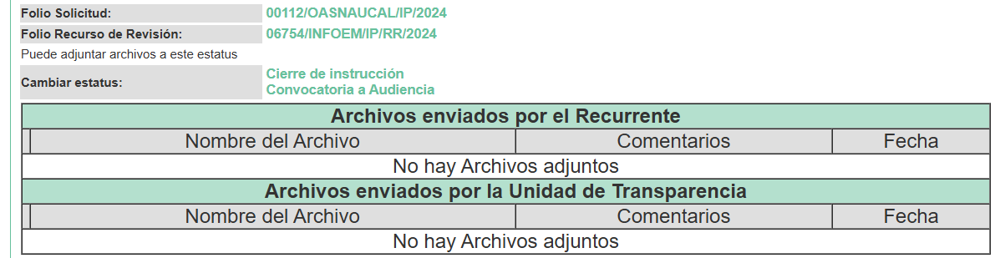 Folio Solicitud: 00112/OASNAUCAL/IP/2024
Folio Recurso de Revisión: 06754/INFOEM/IP/RR/2024
Puede adjuntar archivos a este estatus
Cambiar estatus: Cierre de instrucción
Convocatoria a Audiencia
Archivos enviados por el Recurrente
Nombre del Archivo Comentarios Fecha
No hay Archivos adjuntos
Archivos enviados por la Unidad de Transparencia
Nombre del Archivo Comentarios Fecha
No hay Archivos adjuntos